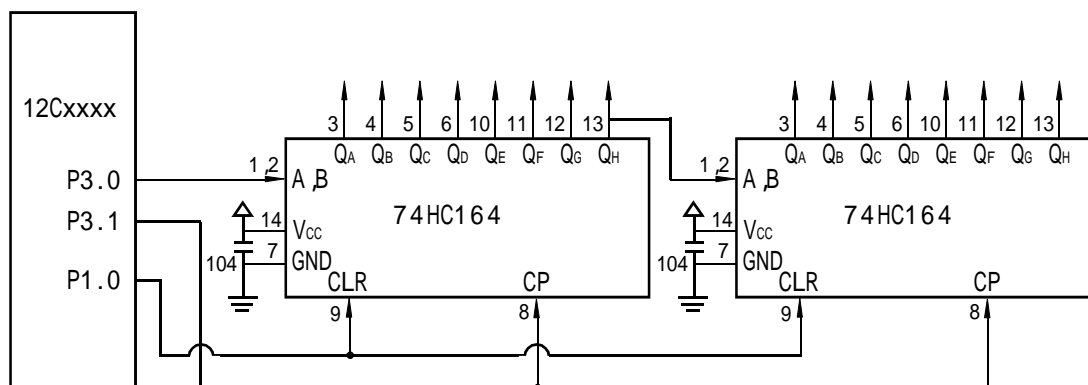 12Cxxxx
P3.0
P3.1
P1.0
3 4 5 6 10 11 12 13
QA QB QC QD QE QF QG QH
1,2
A,B
74HC164
14
Vcc
7
GND
104
CLR
CP
9
8
3 4 5 6 10 11 12 13
QA QB QC QD QE QF QG QH
1,2
A,B
74HC164
14
Vcc
7
GND
104
CLR
CP
9
8